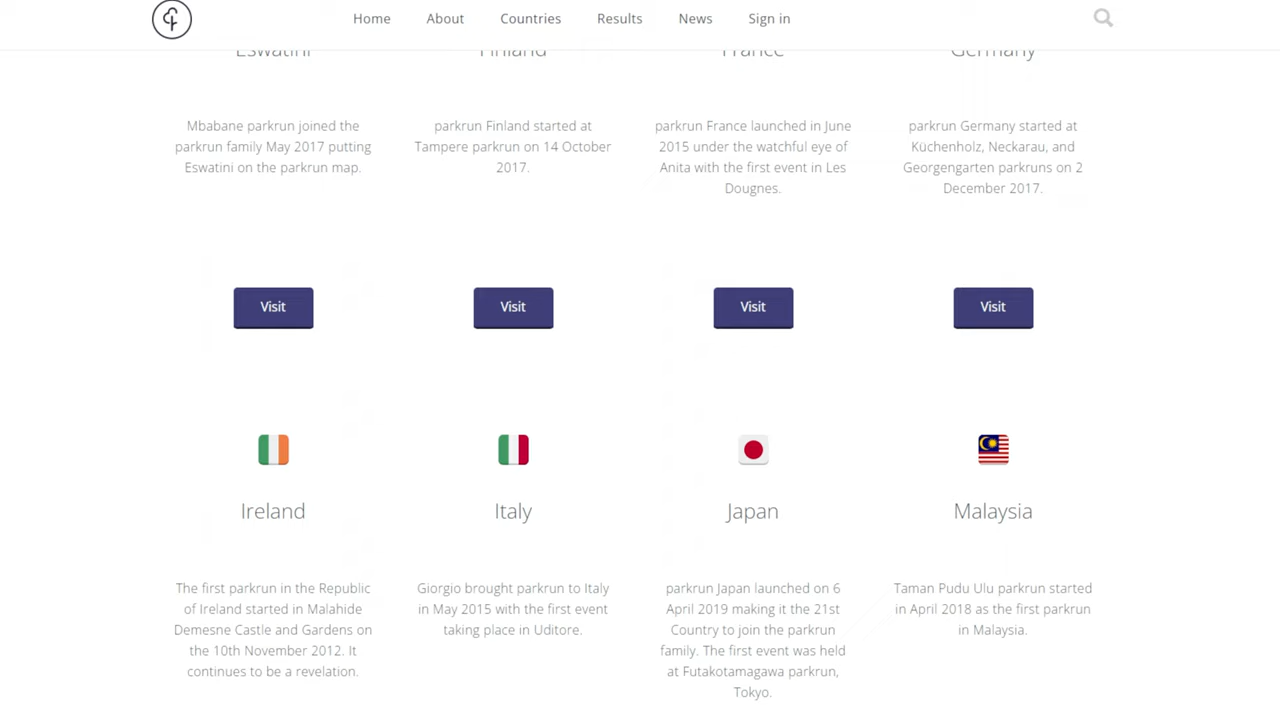 Home About Countries Results News Sign in
Eswatini Finland France Germany
Mbabane parkrun joined the
parkrun family May 2017 putting
Eswatini on the parkrun map.
parkrun Finland started at
Tampere parkrun on 14 October
2017.
parkrun France launched in June
2015 under the watchful eye of
Anita with the first event in Les
Dougnes.
parkrun Germany started at
Küchenholz, Neckarau, and
Georgengarten parkruns on 2
December 2017.
Visit Visit Visit Visit
Ireland Italy Japan Malaysia
The first parkrun in the Republic
of Ireland started in Malahide
Demesne Castle and Gardens on
the 10th November 2012. It
continues to be a revelation.
Giorgio brought parkrun to Italy
in May 2015 with the first event
taking place in Uditore.
parkrun Japan launched on 6
April 2019 making it the 21st
Country to join the parkrun
family. The first event was held
at Futakotamagawa parkrun,
Tokyo.
Taman Pudu Ulu parkrun started
in April 2018 as the first parkrun
in Malaysia.